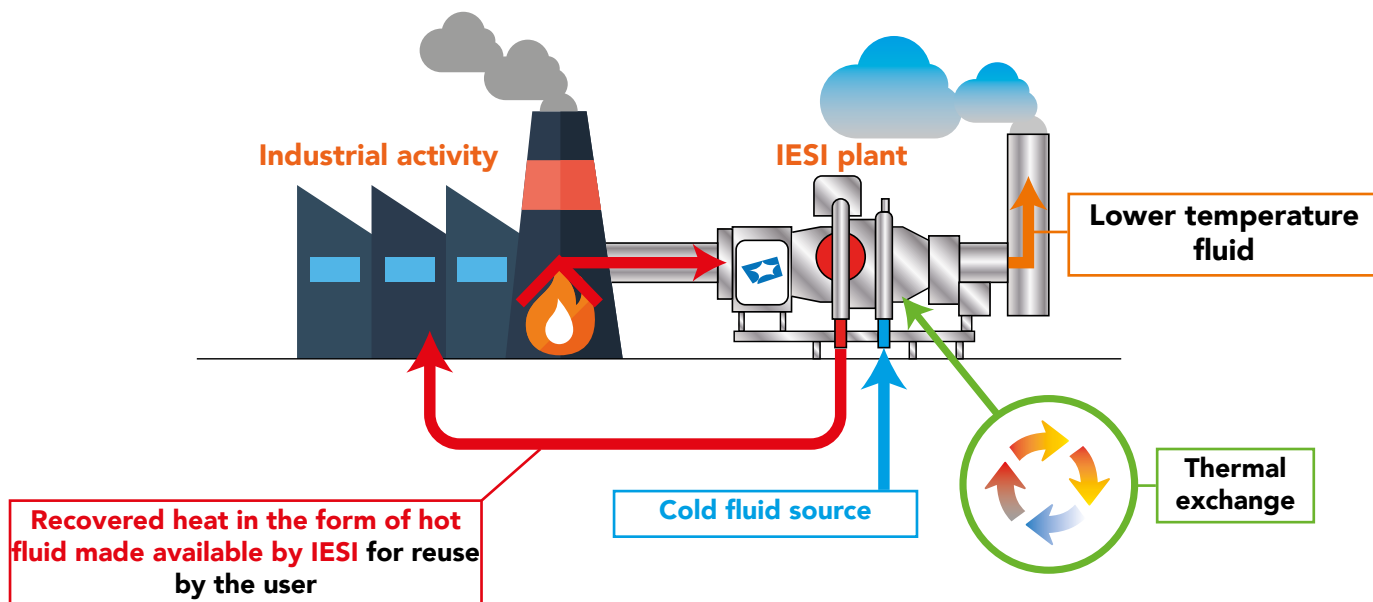 Industrial activity
IESI plant
Lower temperature
fluid
Thermal
exchange
Cold fluid source
Recovered heat in the form of hot
fluid made available by IESI for reuse
by the user